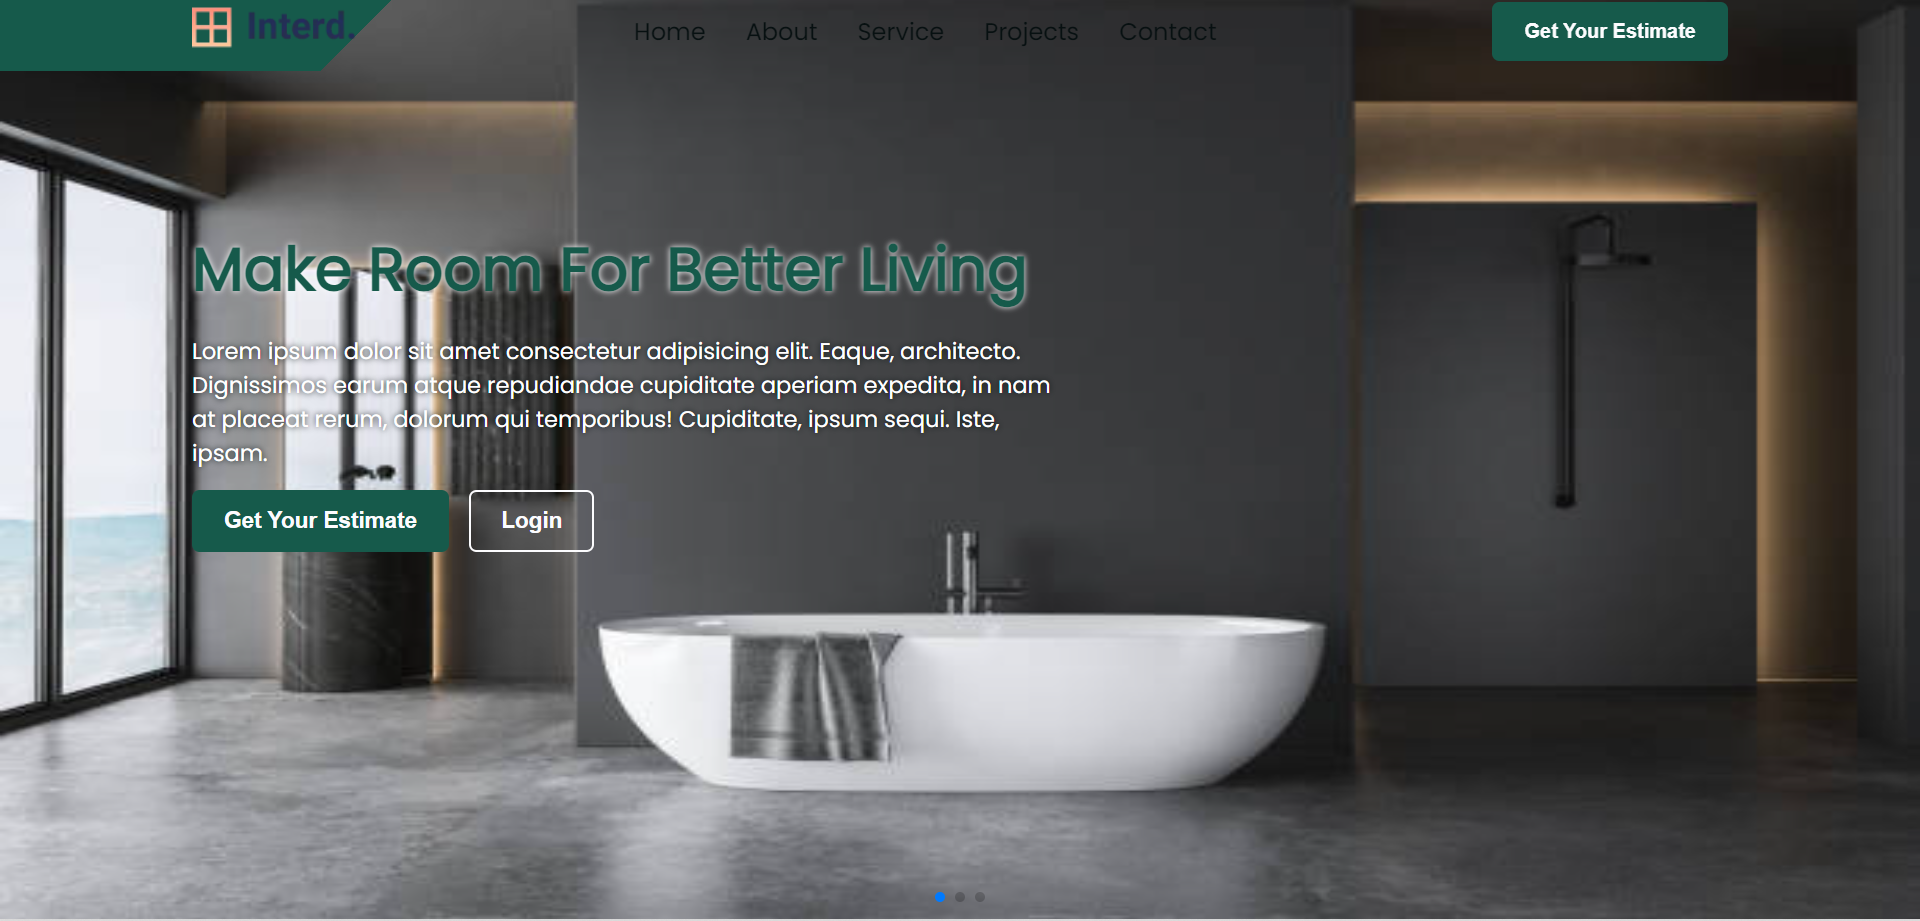 Interd.
Home About Service Projects Contact
Get Your Estimate
Make Room For Better Living
Lorem ipsum dolor sit amet consectetur adipisicing elit. Eaque, architecto.
Dignissimos earum atque repudiandae cupiditate aperiam expedita, in nam
at placeat rerum, dolorum qui temporibus! Cupiditate, ipsum sequi. Iste,
ipsam.
Get Your Estimate Login